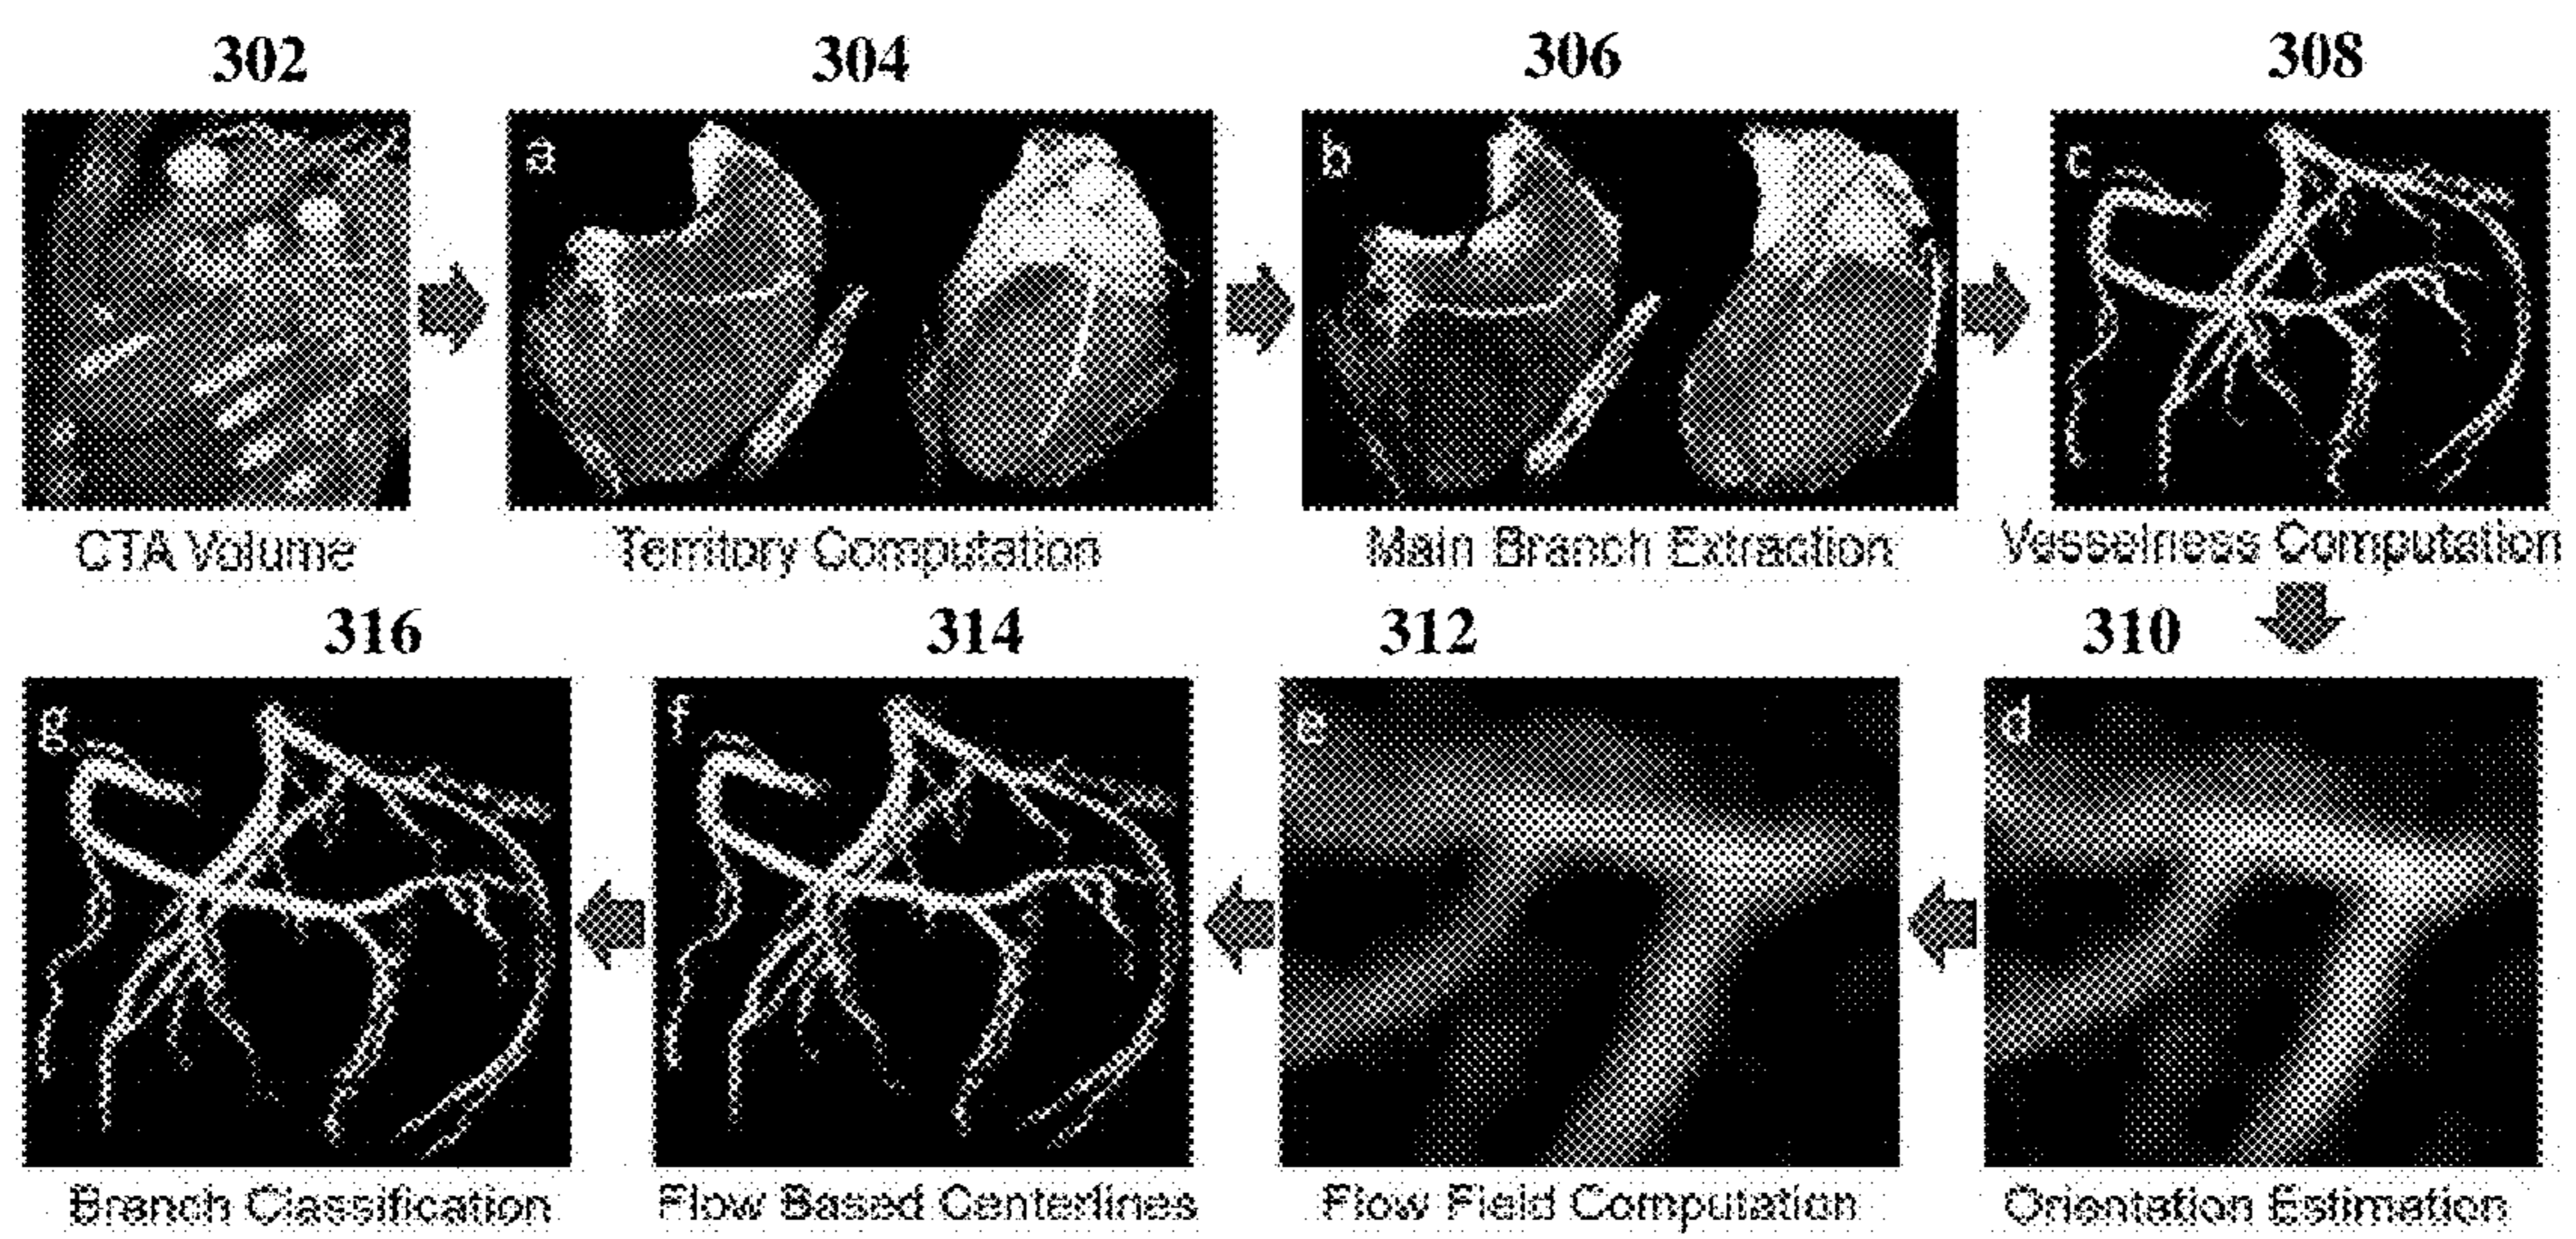 302 304 306 308
a b c
CTA Volume Territory Computation Main Branch Extraction Vesselness Computation
316 314 312 310
g f e d
Branch Classification Flow Based Centerlines Flow Field Computation Orientation Estimation